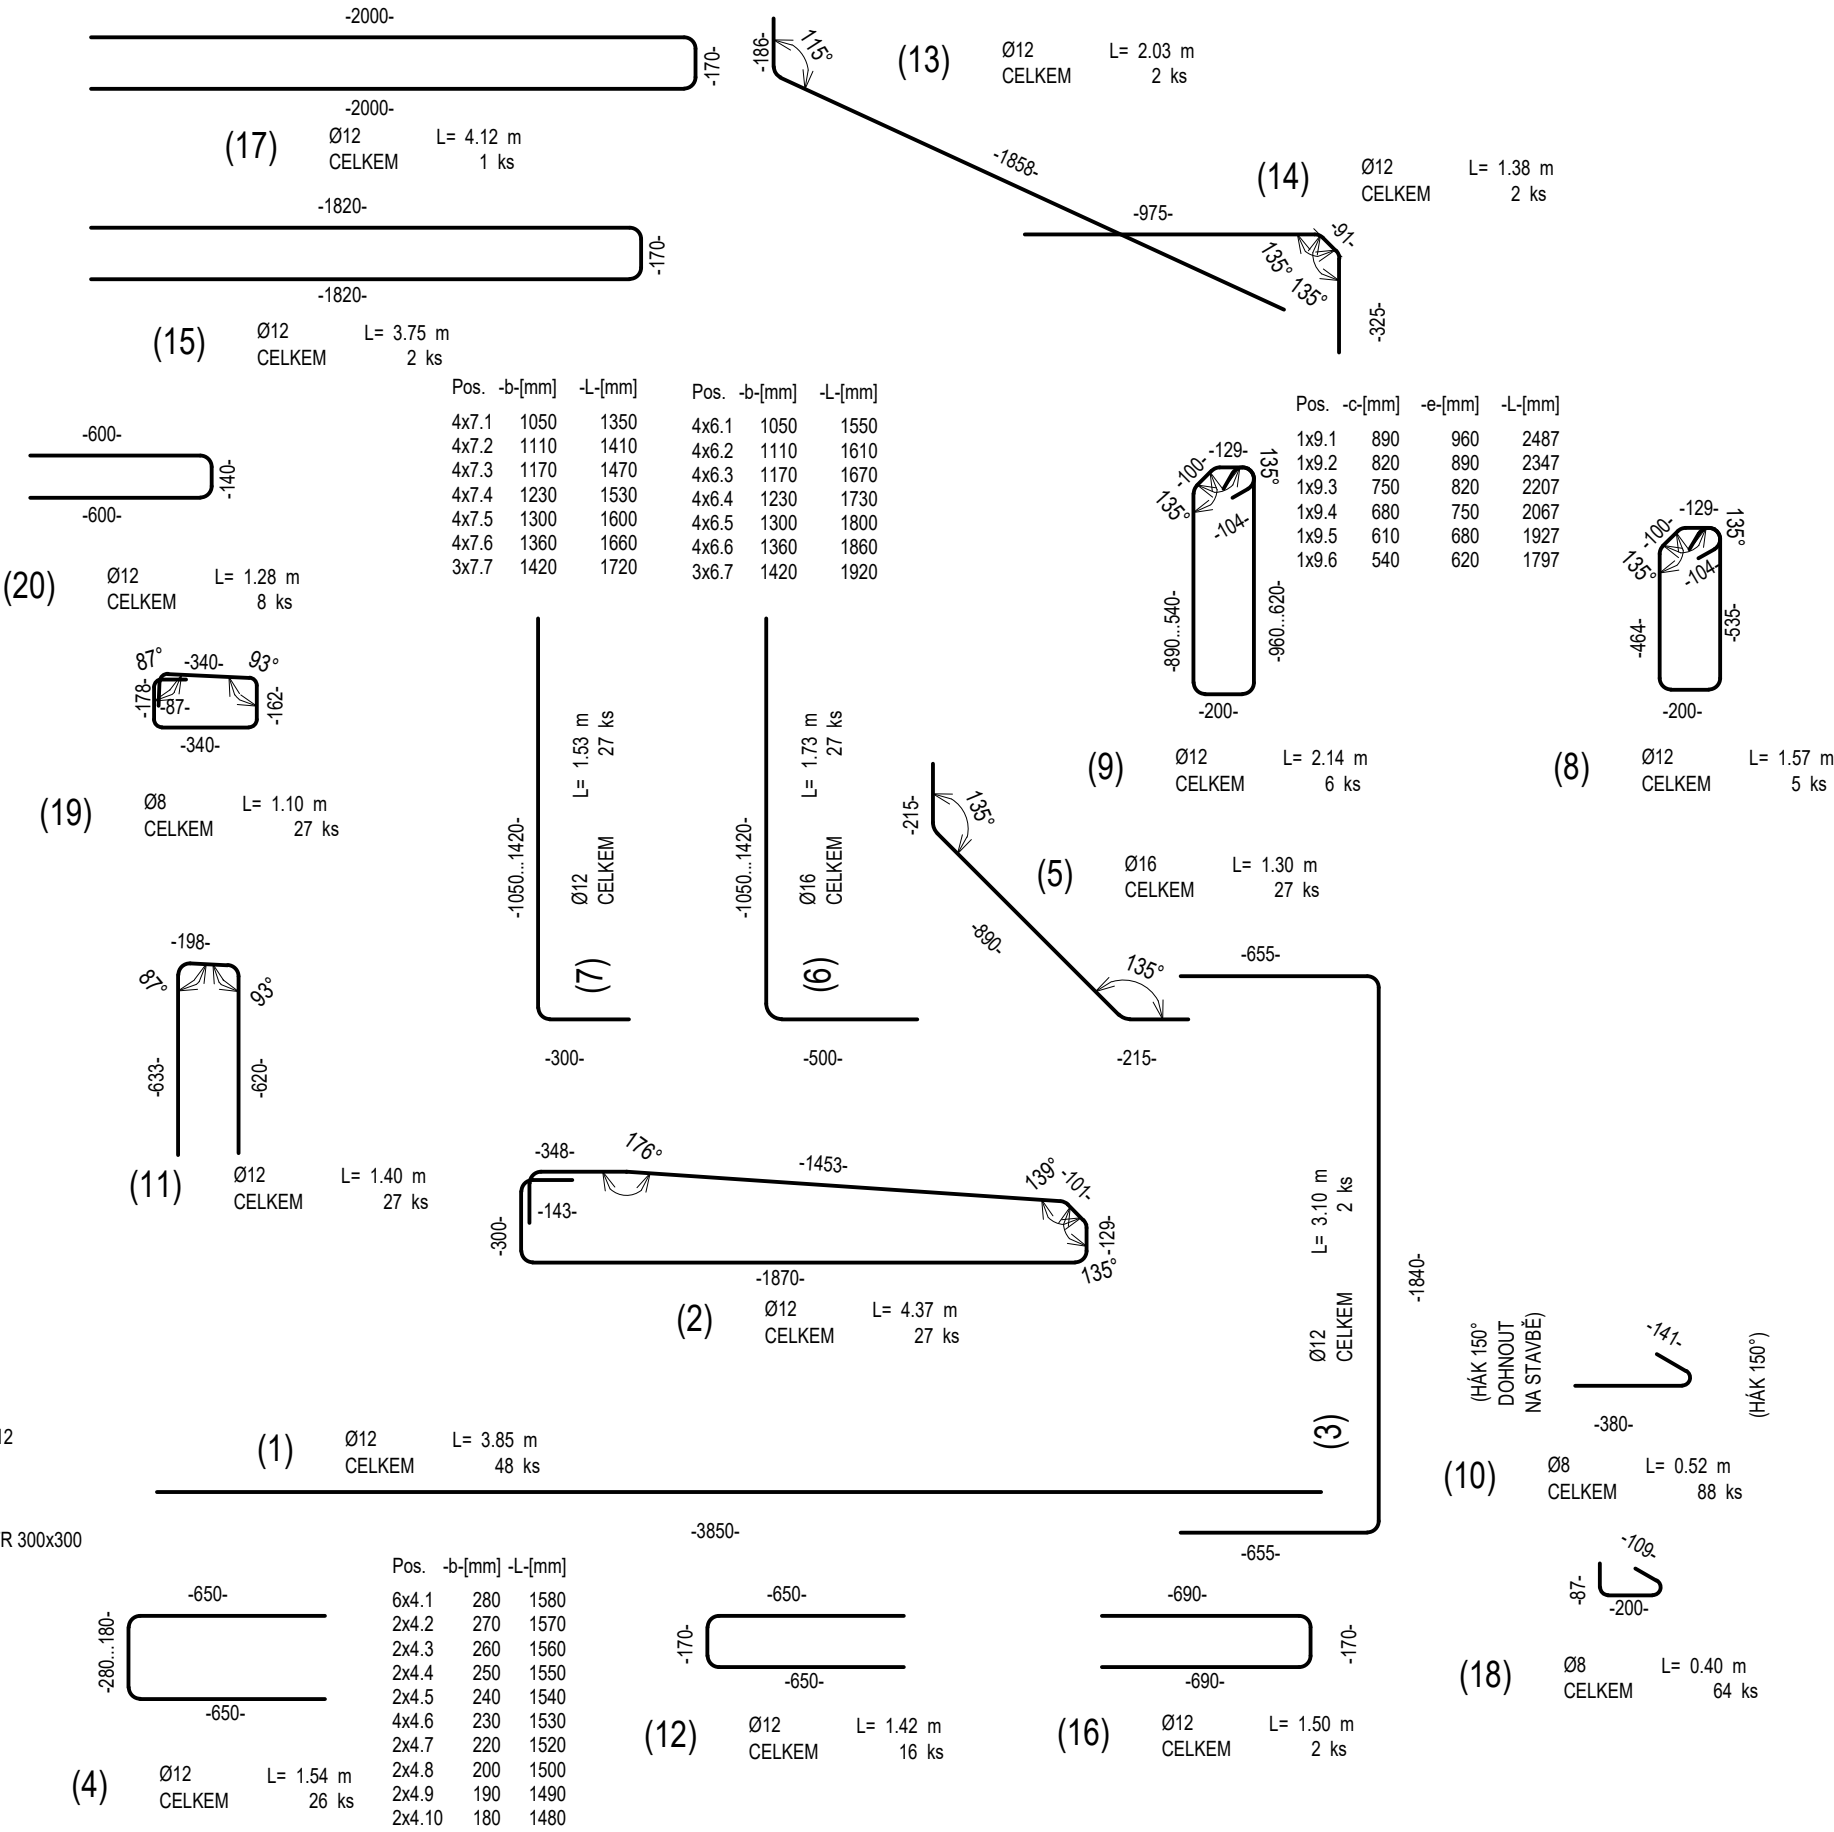 -2000-
-170-
-2000-
(17)
Ø12 L= 4.12 m
CELKEM 1 ks
-186-
115°
-1858-
(13)
Ø12 L= 2.03 m
CELKEM 2 ks
(14)
Ø12 L= 1.38 m
CELKEM 2 ks
-975-
-91-
135°
135°
-325-
-1820-
-170-
-1820-
(15)
Ø12 L= 3.75 m
CELKEM 2 ks
-600-
-140-
-600-
(20)
Ø12 L= 1.28 m
CELKEM 8 ks
Pos. -b-[mm] -L-[mm]
4x7.1 1050 1350
4x7.2 1110 1410
4x7.3 1170 1470
4x7.4 1230 1530
4x7.5 1300 1600
4x7.6 1360 1660
3x7.7 1420 1720
Pos. -b-[mm] -L-[mm]
4x6.1 1050 1550
4x6.2 1110 1610
4x6.3 1170 1670
4x6.4 1230 1730
4x6.5 1300 1800
4x6.6 1360 1860
3x6.7 1420 1920
Pos. -c-[mm] -e-[mm] -L-[mm]
1x9.1 890 960 2487
1x9.2 820 890 2347
1x9.3 750 820 2207
1x9.4 680 750 2067
1x9.5 610 680 1927
1x9.6 540 620 1797
-129-
-100-
135°
135°
-104-
-890...540-
-960...620-
-200-
(9)
Ø12 L= 2.14 m
CELKEM 6 ks
-129-
-100-
135°
135°
-104-
-464-
-535-
-200-
(8)
Ø12 L= 1.57 m
CELKEM 5 ks
87°
-340-
93°
-178-
-87-
-162-
-340-
(19)
Ø8 L= 1.10 m
CELKEM 27 ks
-1050...1420-
(7)
Ø12 L= 1.53 m
CELKEM 27 ks
-300-
-1050...1420-
(6)
Ø16 L= 1.73 m
CELKEM 27 ks
-500-
-215-
135°
-890-
135°
-215-
(5)
Ø16 L= 1.30 m
CELKEM 27 ks
-198-
87°
93°
-633-
-620-
(11)
Ø12 L= 1.40 m
CELKEM 27 ks
-348-
176°
-1453-
139°
-101-
-143-
-300-
-129-
135°
-1870-
(2)
Ø12 L= 4.37 m
CELKEM 27 ks
-655-
-1840-
(3)
Ø12 L= 3.10 m
CELKEM 2 ks
-655-
(HÁK 150°
DOHNOUT
NA STAVBĚ)
-141-
(HÁK 150°)
-380-
(10)
Ø8 L= 0.52 m
CELKEM 88 ks
12
(1)
Ø12 L= 3.85 m
CELKEM 48 ks
-3850-
R 300x300
-109-
-87-
-200-
(18)
Ø8 L= 0.40 m
CELKEM 64 ks
-650-
-280...180-
-650-
(4)
Ø12 L= 1.54 m
CELKEM 26 ks
Pos. -b-[mm] -L-[mm]
6x4.1 280 1580
2x4.2 270 1570
2x4.3 260 1560
2x4.4 250 1550
2x4.5 240 1540
4x4.6 230 1530
2x4.7 220 1520
2x4.8 200 1500
2x4.9 190 1490
2x4.10 180 1480
-650-
-170-
-650-
(12)
Ø12 L= 1.42 m
CELKEM 16 ks
-690-
-170-
-690-
(16)
Ø12 L= 1.50 m
CELKEM 2 ks